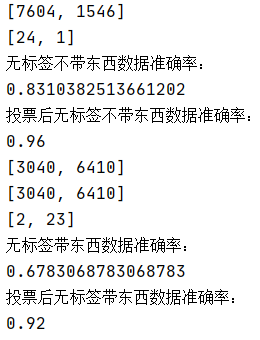 [7604, 1546]
[24, 1]
无标签不带东西数据准确率：
0.8310382513661202
投票后无标签不带东西数据准确率：
0.96
[3040, 6410]
[3040, 6410]
[2, 23]
无标签带东西数据准确率：
0.6783068783068783
投票后无标签带东西数据准确率：
0.92